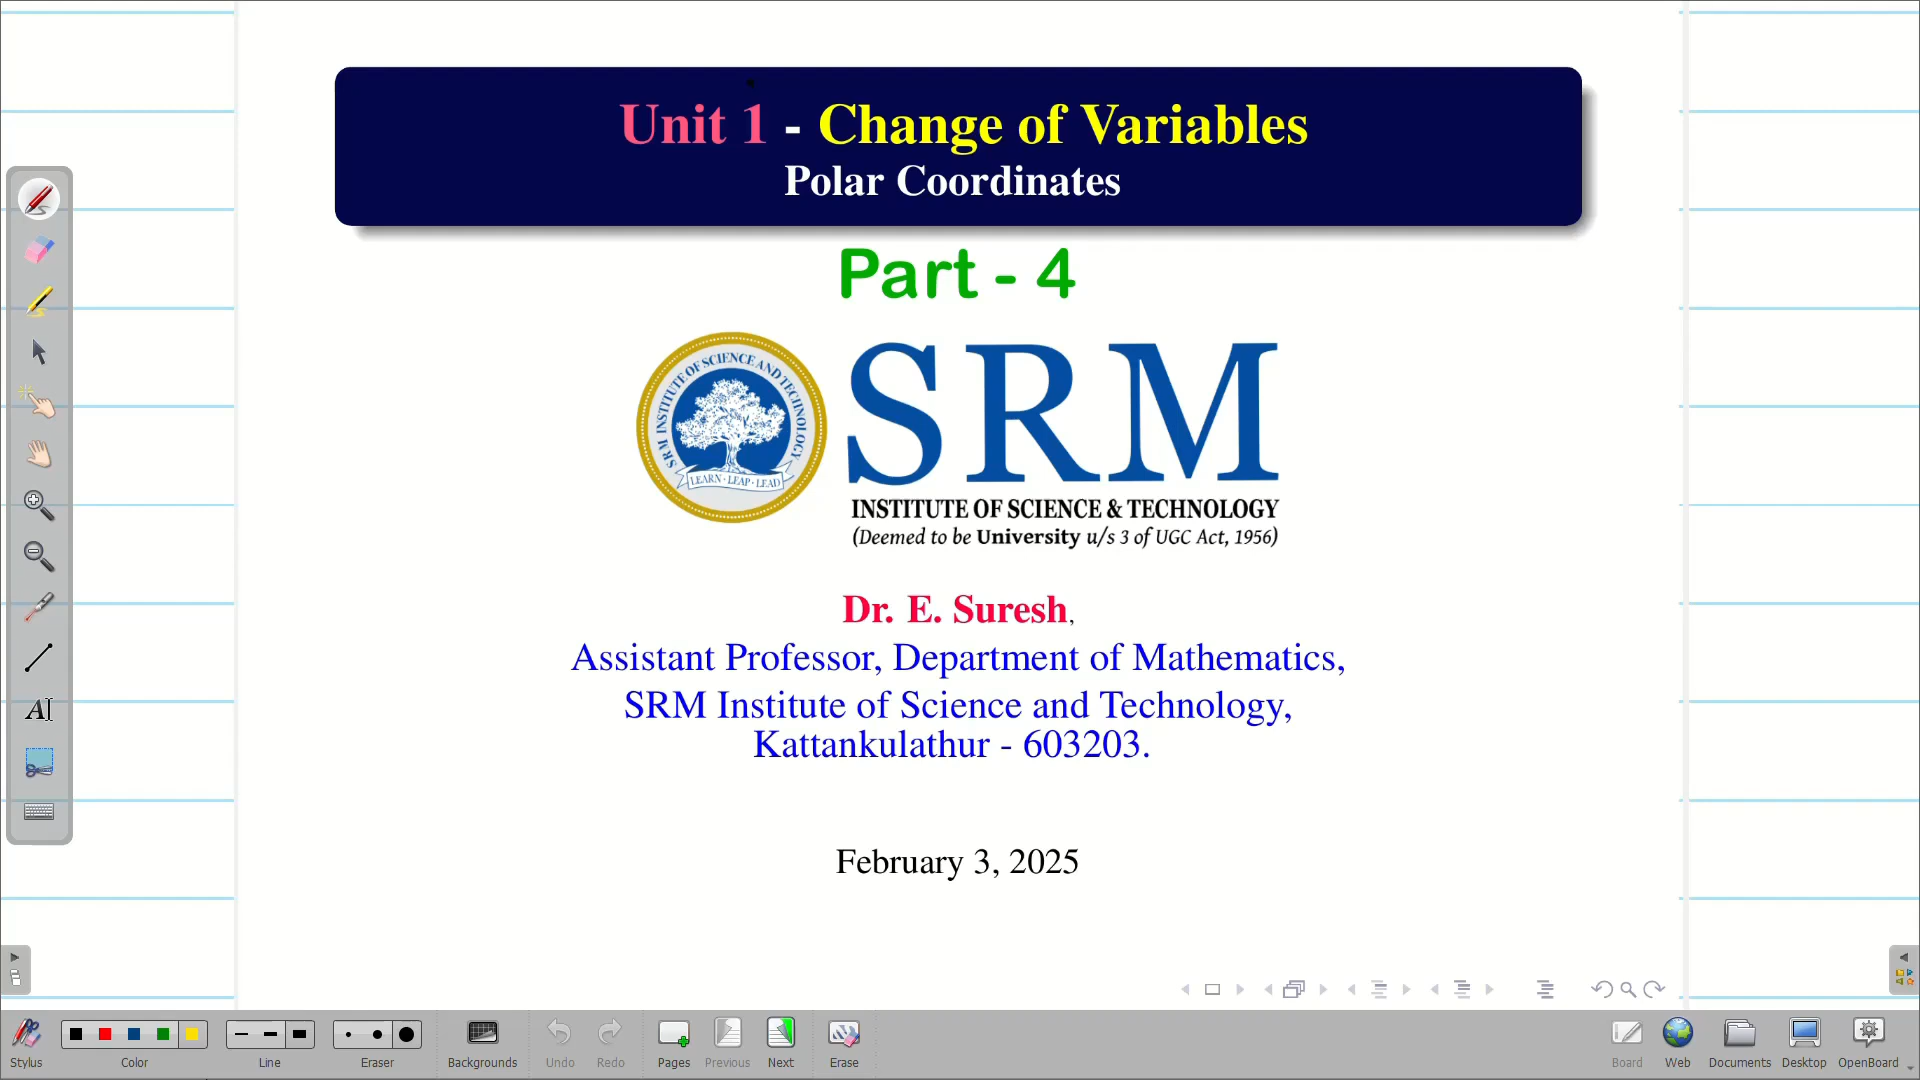 Unit 1 - Change of Variables
Polar Coordinates
Part - 4
SRM INSTITUTE OF SCIENCE AND TECHNOLOGY
LEARN · LEAP · LEAD
SRM
INSTITUTE OF SCIENCE & TECHNOLOGY
(Deemed to be University u/s 3 of UGC Act, 1956)
Dr. E. Suresh,
Assistant Professor, Department of Mathematics,
SRM Institute of Science and Technology,
Kattankulathur - 603203.
February 3, 2025
Stylus Color Line Eraser Backgrounds Undo Redo Pages Previous Next Erase Board Web Documents Desktop OpenBoard